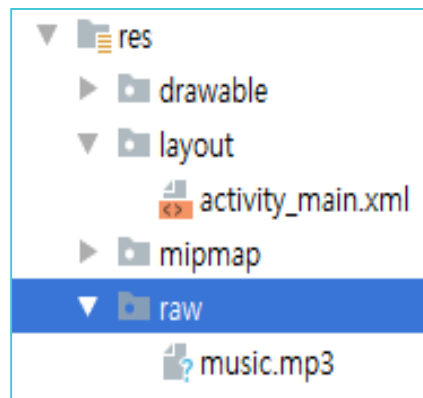 res
drawable
layout
activity_main.xml
mipmap
raw
music.mp3